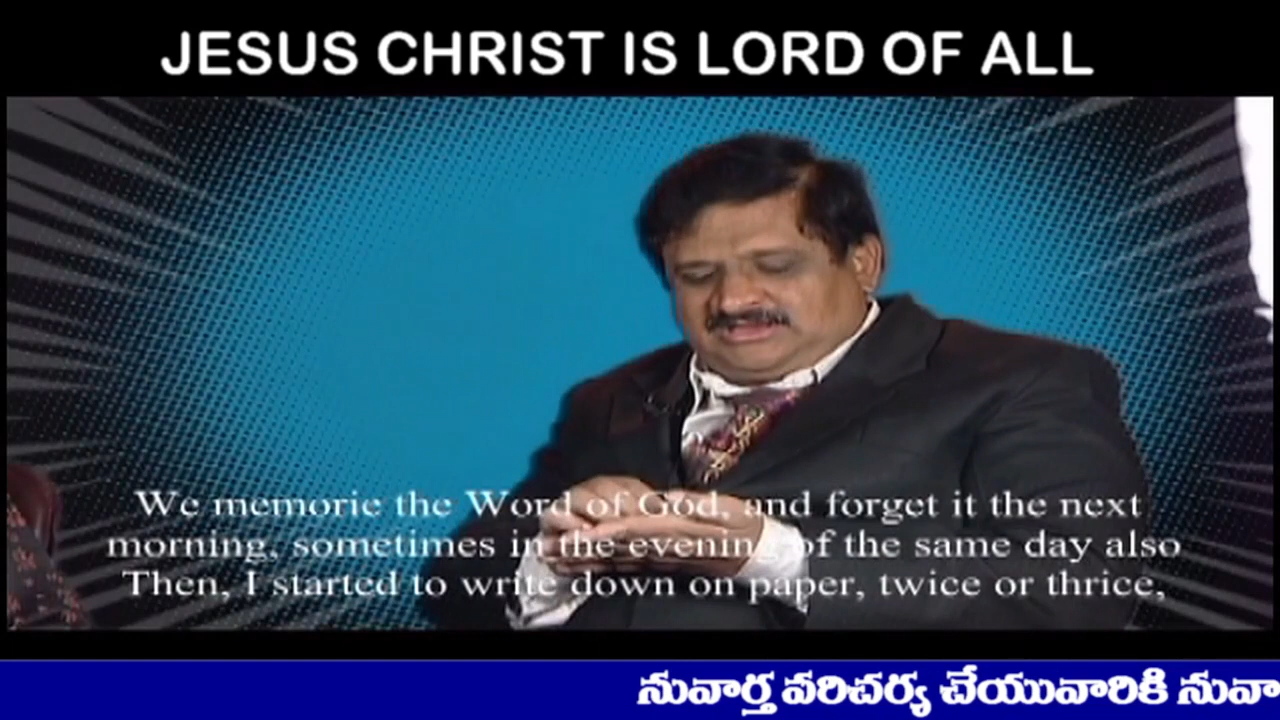 JESUS CHRIST IS LORD OF ALL
We memorie the Word of God, and forget it the next
morning, sometimes in the evening of the same day also
Then, I started to write down on paper, twice or thrice,
నువార్త వరిచర్య చేయువారికి నువా